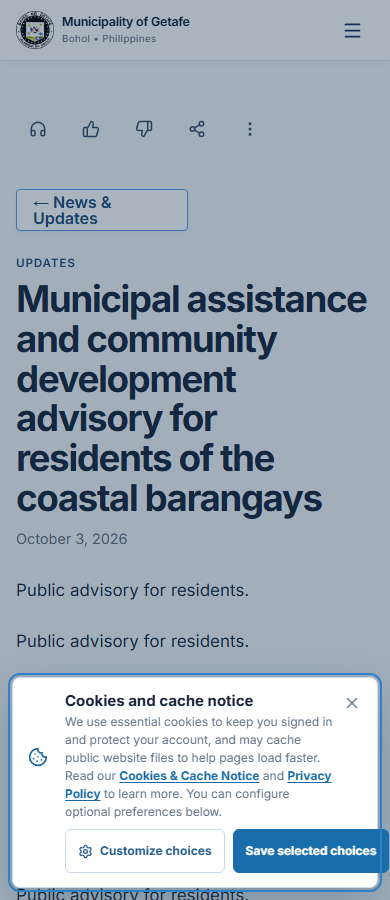 Municipality of Getafe
Bohol • Philippines
← News &
Updates
UPDATES
Municipal assistance
and community
development
advisory for
residents of the
coastal barangays
October 3, 2026
Public advisory for residents.
Public advisory for residents.
Cookies and cache notice
We use essential cookies to keep you signed in
and protect your account, and may cache
public website files to help pages load faster.
Read our Cookies & Cache Notice and Privacy
Policy to learn more. You can configure
optional preferences below.
Customize choices
Save selected choices
Public advisory for residents.